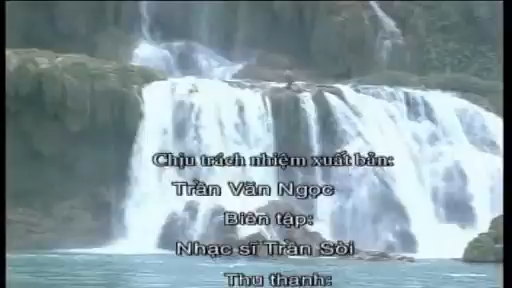 Chịu trách nhiệm xuất bản:
Trần Văn Ngọc
Biên tập:
Nhạc sĩ Trần Sòi
Thu thanh: